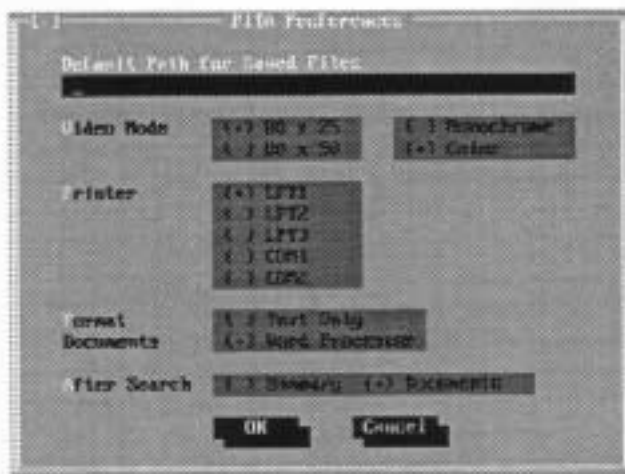 [·] Preferences
Default Path for Saved Files
Video Mode (•) 80 x 25 ( ) Monochrome
( ) 80 x 50 (•) Color
Printer (•) LPT1
( ) LPT2
( ) LPT3
( ) COM1
( ) COM2
Format ( ) Text Only
Documents (•) Word Processor
After Search ( ) Summary (•) Documents
OK Cancel